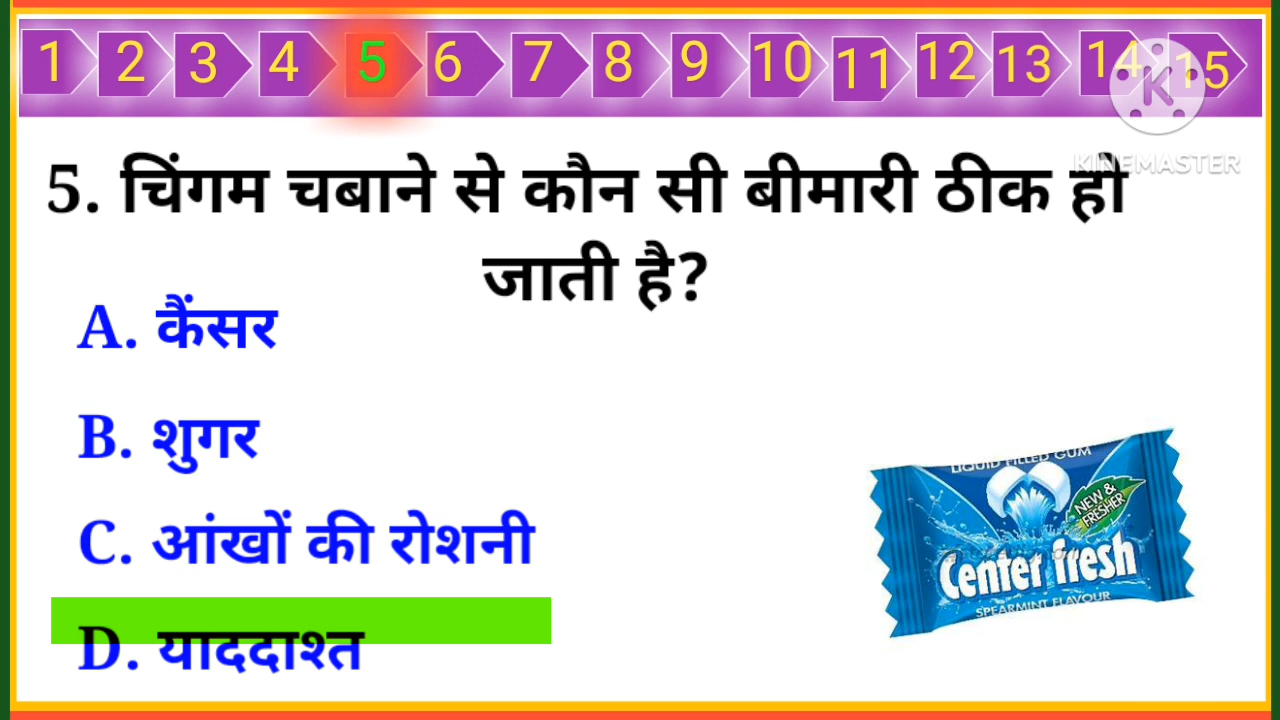 1 2 3 4 5 6 7 8 9 10 11 12 13 14 15
KINEMASTER
5. चिंगम चबाने से कौन सी बीमारी ठीक हो
जाती है?
A. कैंसर
B. शुगर
C. आंखों की रोशनी
D. याददाश्त
LIQUID FILLED GUM
NEW &
FRESHER
Center fresh
SPEARMINT FLAVOUR